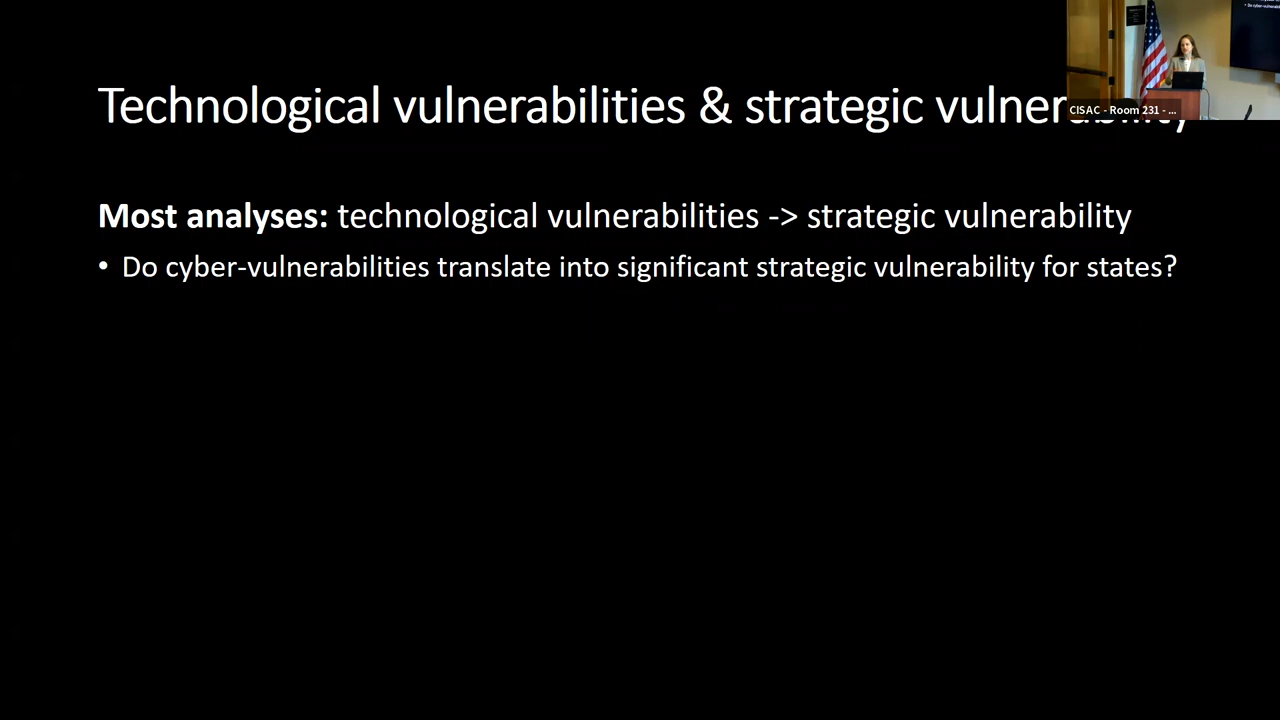 Technological vulnerabilities & strategic vulnerability
CISAC - Room 231 - ...
Most analyses: technological vulnerabilities -> strategic vulnerability
• Do cyber-vulnerabilities translate into significant strategic vulnerability for states?